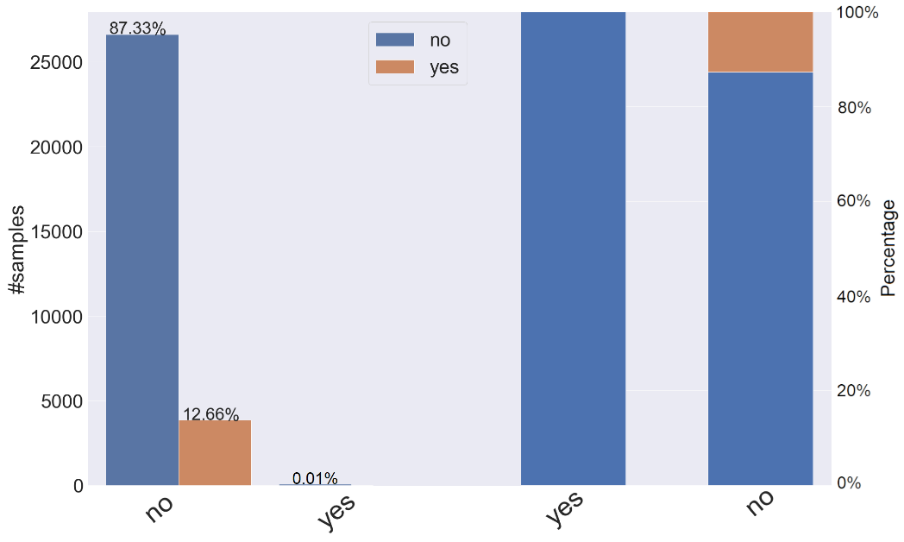 87.33%
no
yes
100%
25000
80%
20000
60%
15000
#samples
Percentage
40%
10000
20%
5000
12.66%
0.01%
0
0%
no
yes
yes
no